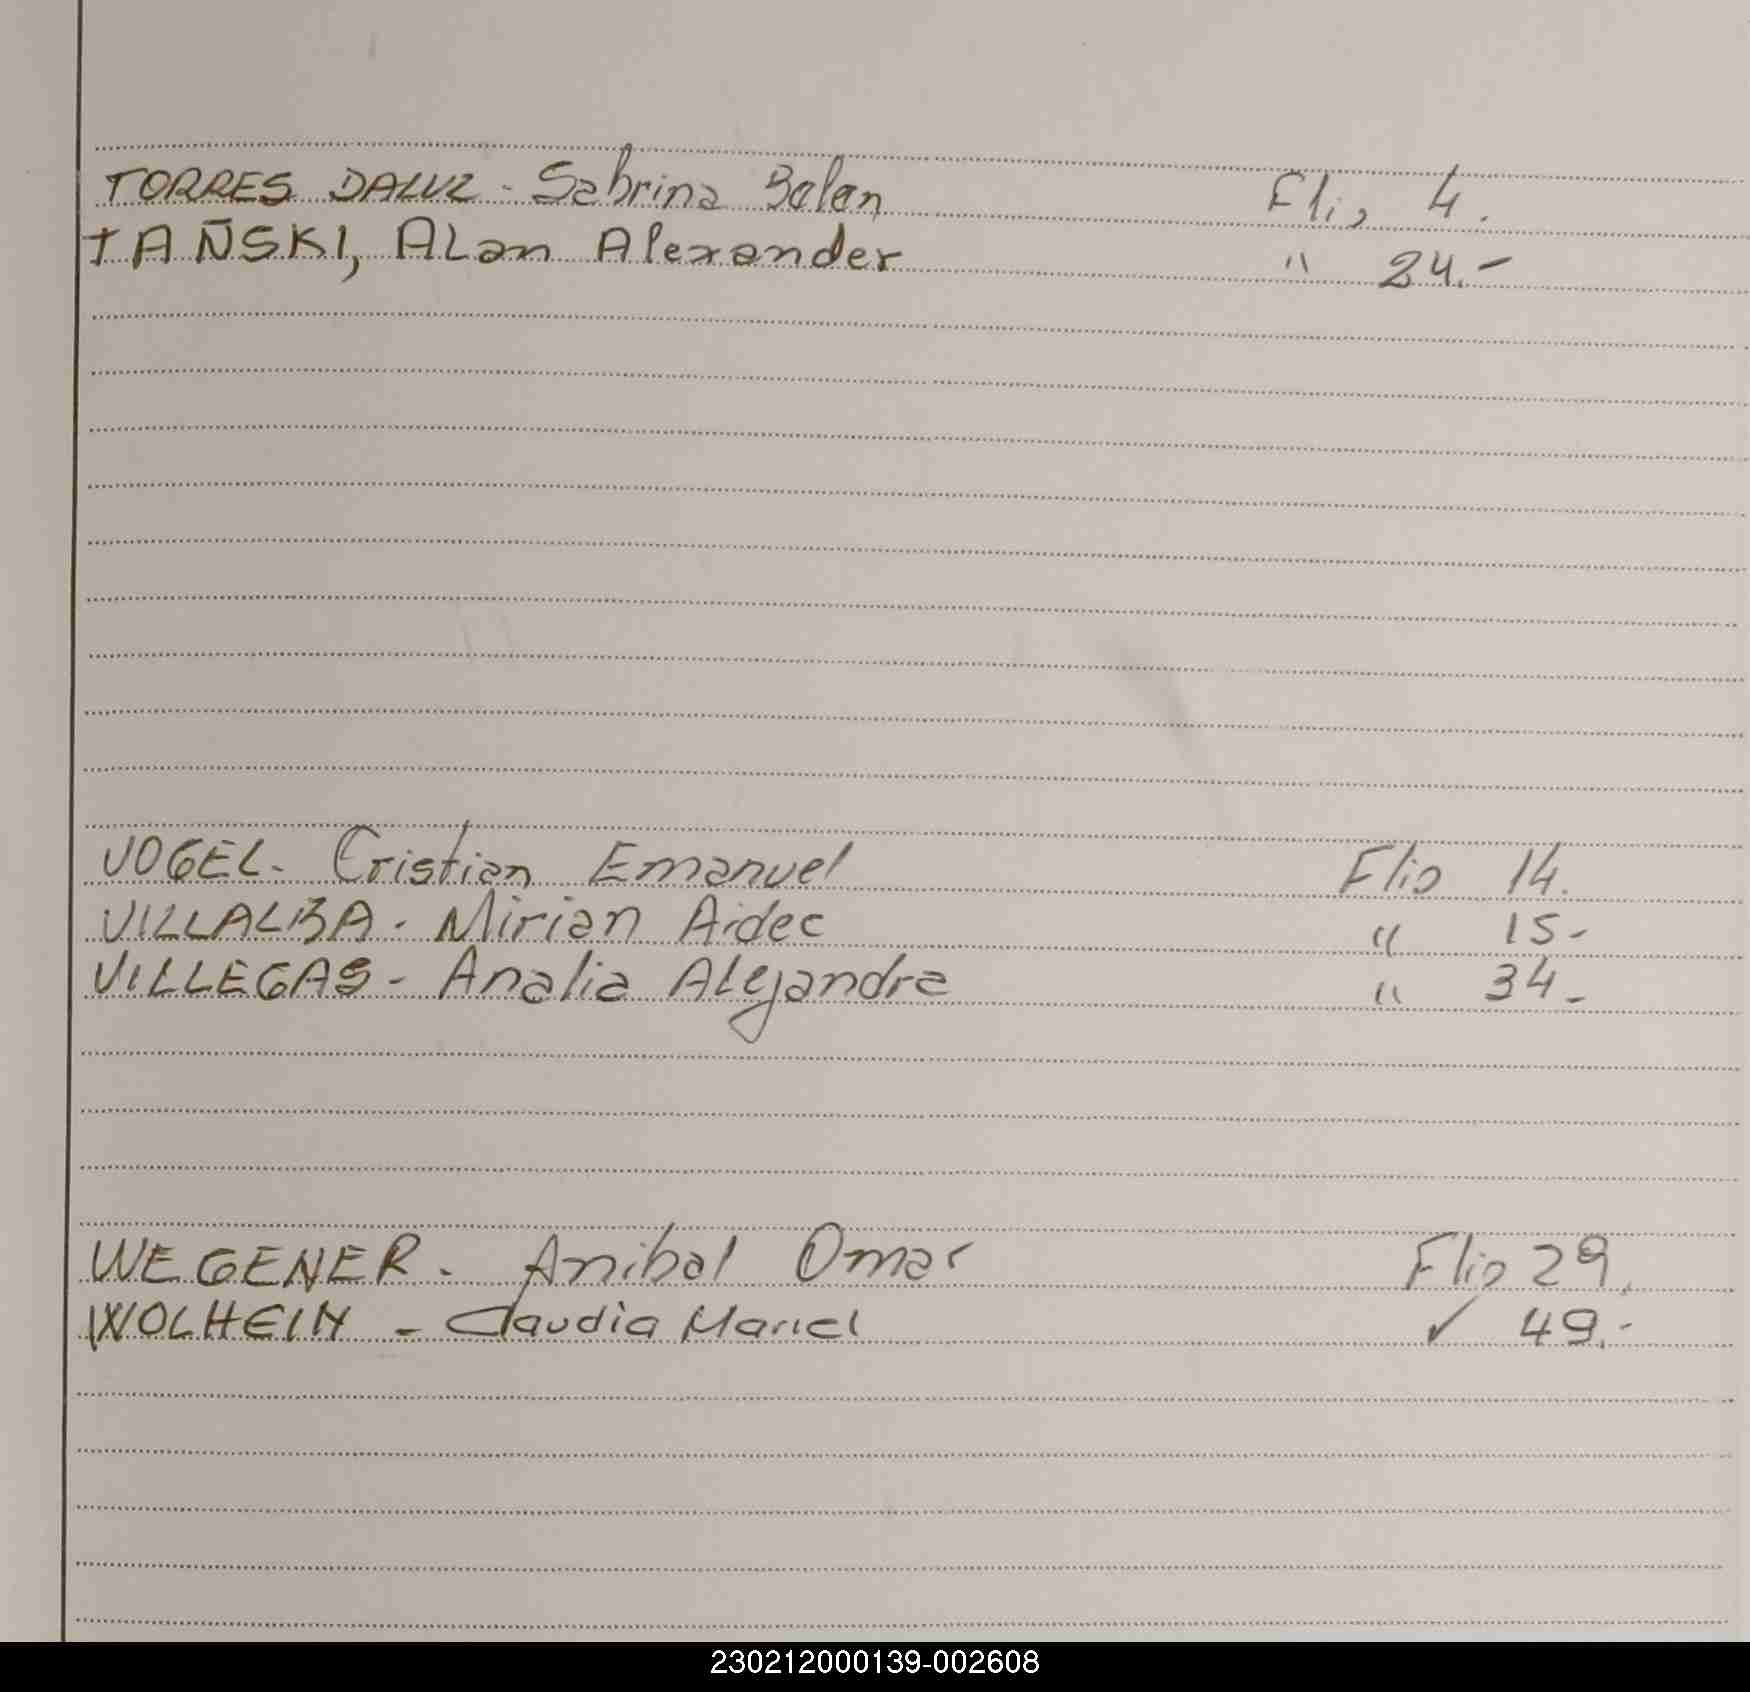 TORRES DALUZ - Sabrina Belen Flio 4.
TAÑSKI, ALan Alexander " 24.-
VOGEL- Cristian Emanuel Flio 14.
VILLALBA - Mirian Aidee " 15-
VILLEGAS - Analia ALejandra " 34-
WEGENER - Anibal Omar Flio 29.
WOLHEIN - Claudia Mariel ✓ 49.-
230212000139-002608